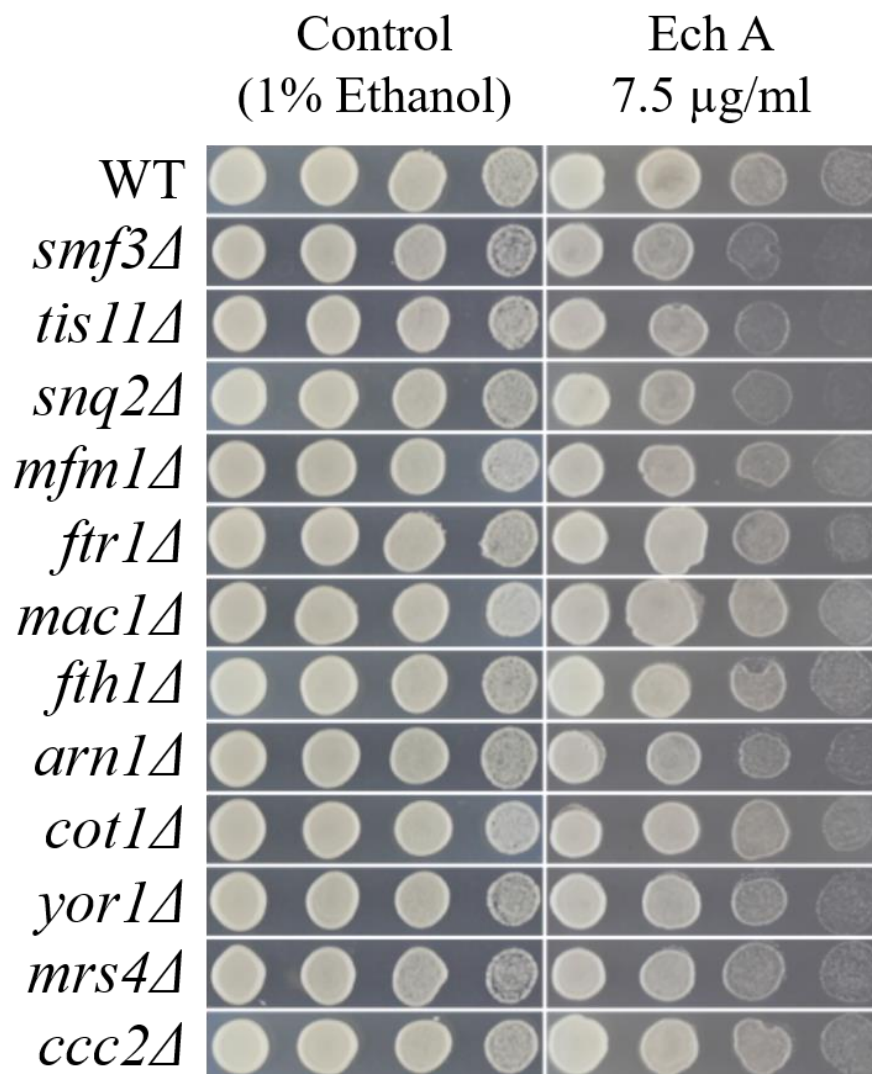 Control
(1% Ethanol)
Ech A
7.5 µg/ml
WT
smf3Δ
tis11Δ
snq2Δ
mfm1Δ
ftr1Δ
mac1Δ
fth1Δ
arn1Δ
cot1Δ
yor1Δ
mrs4Δ
ccc2Δ